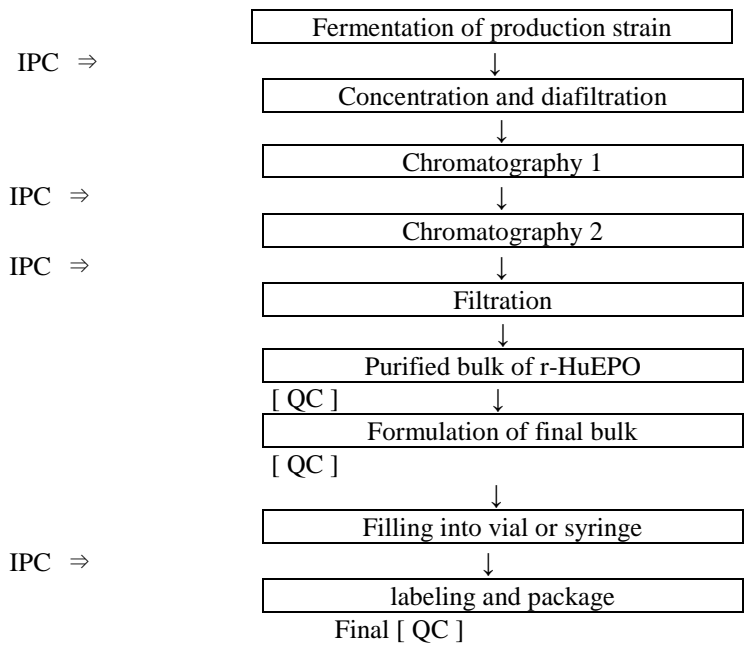 Fermentation of production strain
IPC ⇒ ↓
Concentration and diafiltration
↓
Chromatography 1
IPC ⇒ ↓
Chromatography 2
IPC ⇒ ↓
Filtration
↓
Purified bulk of r-HuEPO
[ QC ] ↓
Formulation of final bulk
[ QC ]
↓
Filling into vial or syringe
IPC ⇒ ↓
labeling and package
Final [ QC ]